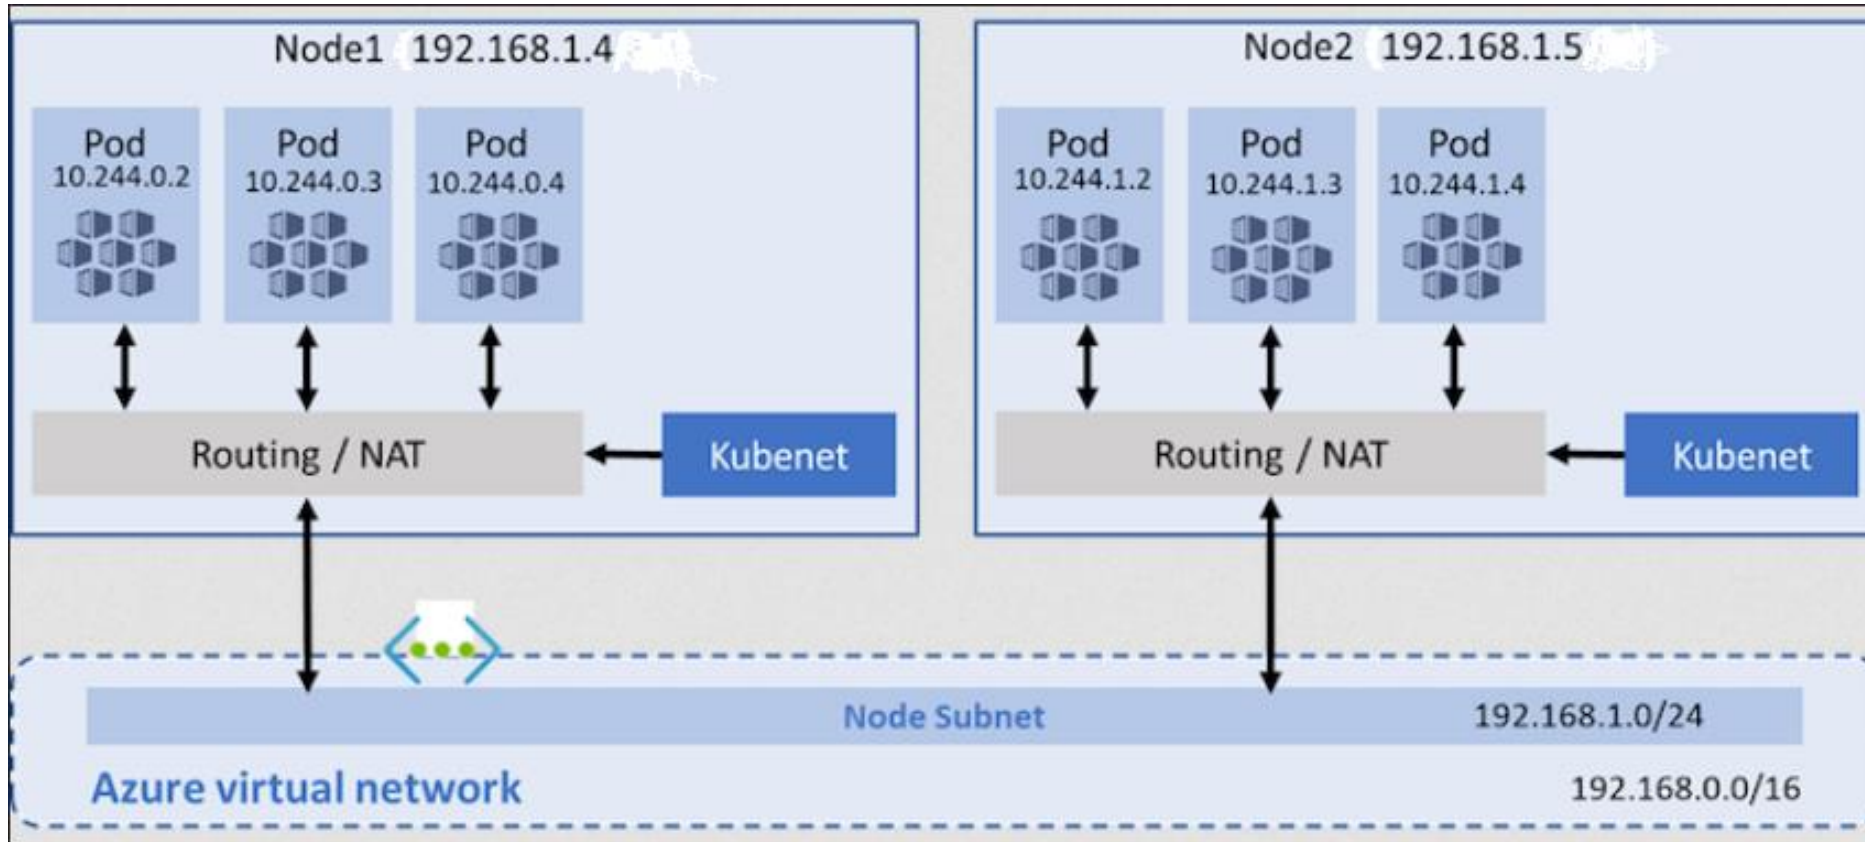 Node1 192.168.1.4
Pod
10.244.0.2
Pod
10.244.0.3
Pod
10.244.0.4
Routing / NAT
Kubenet
Node2 192.168.1.5
Pod
10.244.1.2
Pod
10.244.1.3
Pod
10.244.1.4
Routing / NAT
Kubenet
Node Subnet 192.168.1.0/24
Azure virtual network 192.168.0.0/16